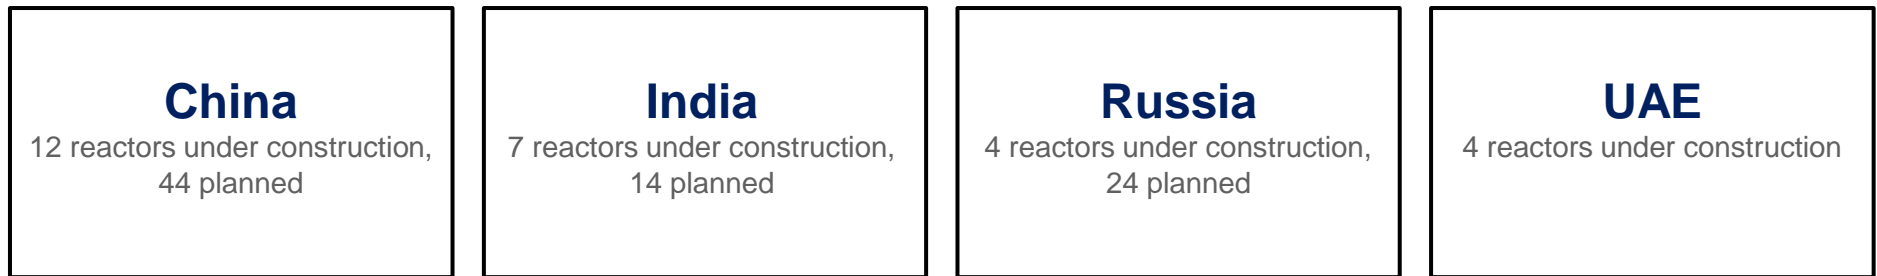 China
12 reactors under construction,
44 planned
India
7 reactors under construction,
14 planned
Russia
4 reactors under construction,
24 planned
UAE
4 reactors under construction